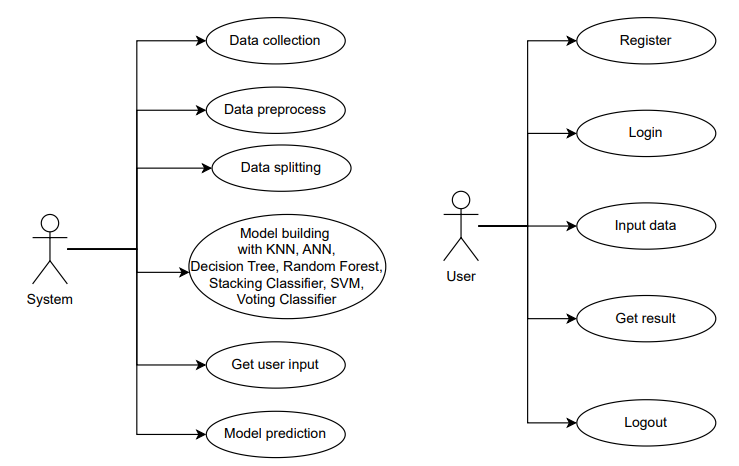 Data collection
Data preprocess
Data splitting
Model building
with KNN, ANN,
Decision Tree, Random Forest,
Stacking Classifier, SVM,
Voting Classifier
Get user input
Model prediction
System
Register
Login
Input data
Get result
Logout
User